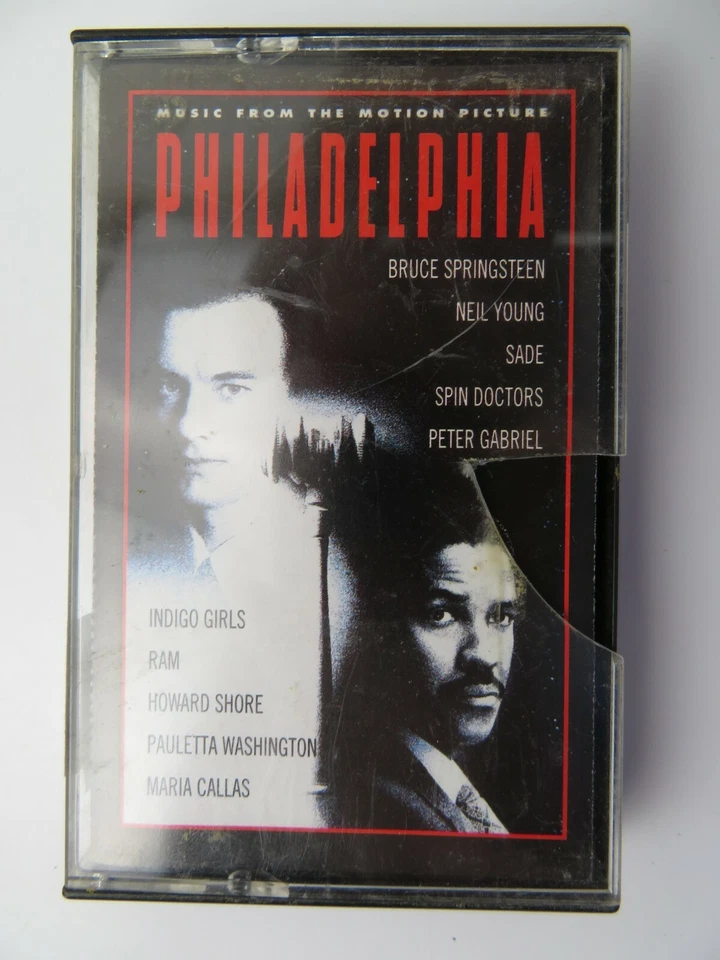 MUSIC FROM THE MOTION PICTURE
PHILADELPHIA
BRUCE SPRINGSTEEN
NEIL YOUNG
SADE
SPIN DOCTORS
PETER GABRIEL
INDIGO GIRLS
RAM
HOWARD SHORE
PAULETTA WASHINGTON
MARIA CALLAS